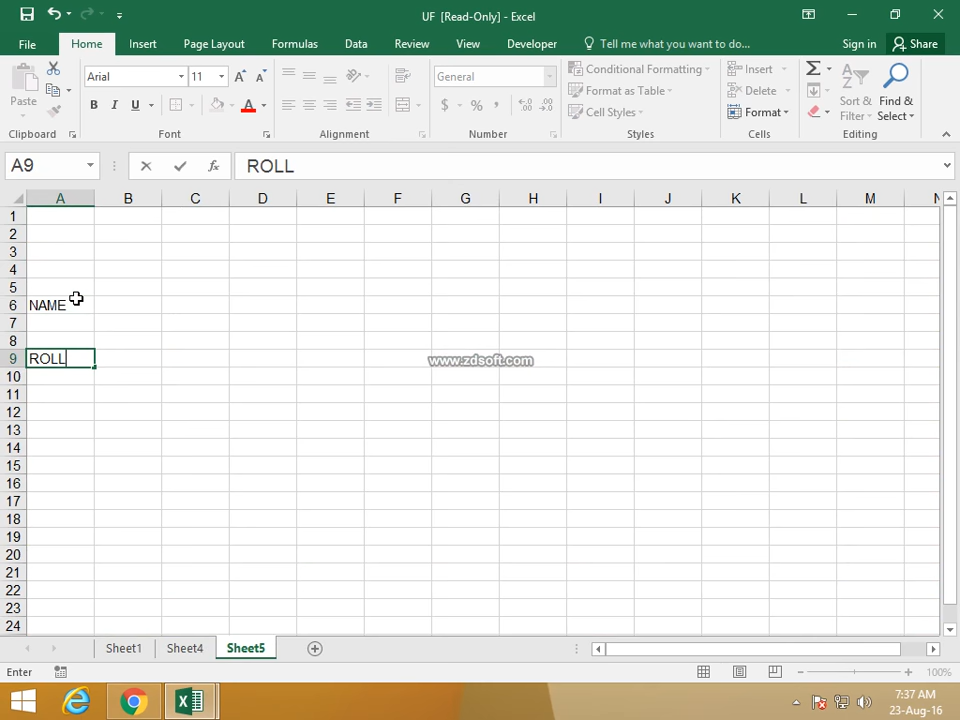 UF [Read-Only] - Excel
File Home Insert Page Layout Formulas Data Review View Developer Tell me what you want to do... Sign in Share
Paste
Clipboard
Arial 11
B I U
Font
Alignment
General
$ % ,
Number
Conditional Formatting
Format as Table
Cell Styles
Styles
Insert
Delete
Format
Cells
Sort & Filter
Find & Select
Editing
A9 fx ROLL
A B C D E F G H I J K L M N
1
2
3
4
5
6 NAME
7
8
9 ROLL
www.zdsoft.com
10
11
12
13
14
15
16
17
18
19
20
21
22
23
24
Sheet1 Sheet4 Sheet5
Enter 100%
7:37 AM
23-Aug-16